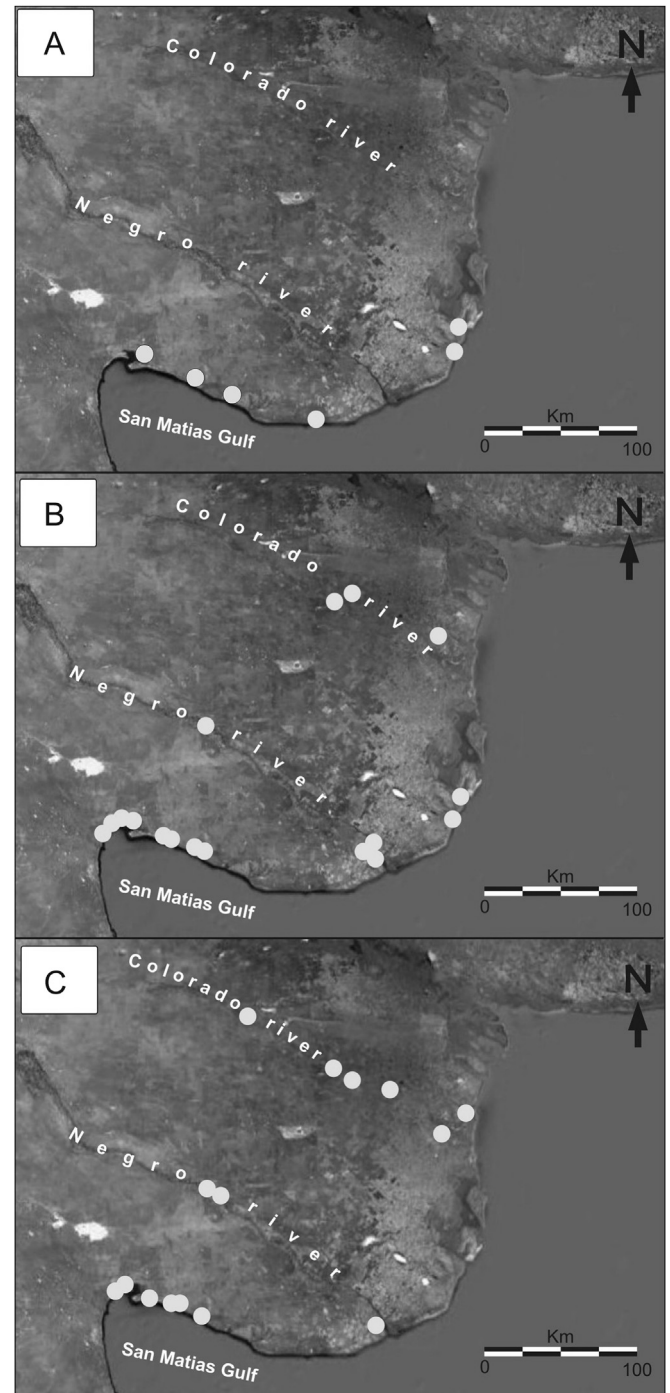 A
N
Colorado river
Negro river
San Matias Gulf
Km
0 100
B
N
Colorado river
Negro river
San Matias Gulf
Km
0 100
C
N
Colorado river
Negro river
San Matias Gulf
Km
0 100